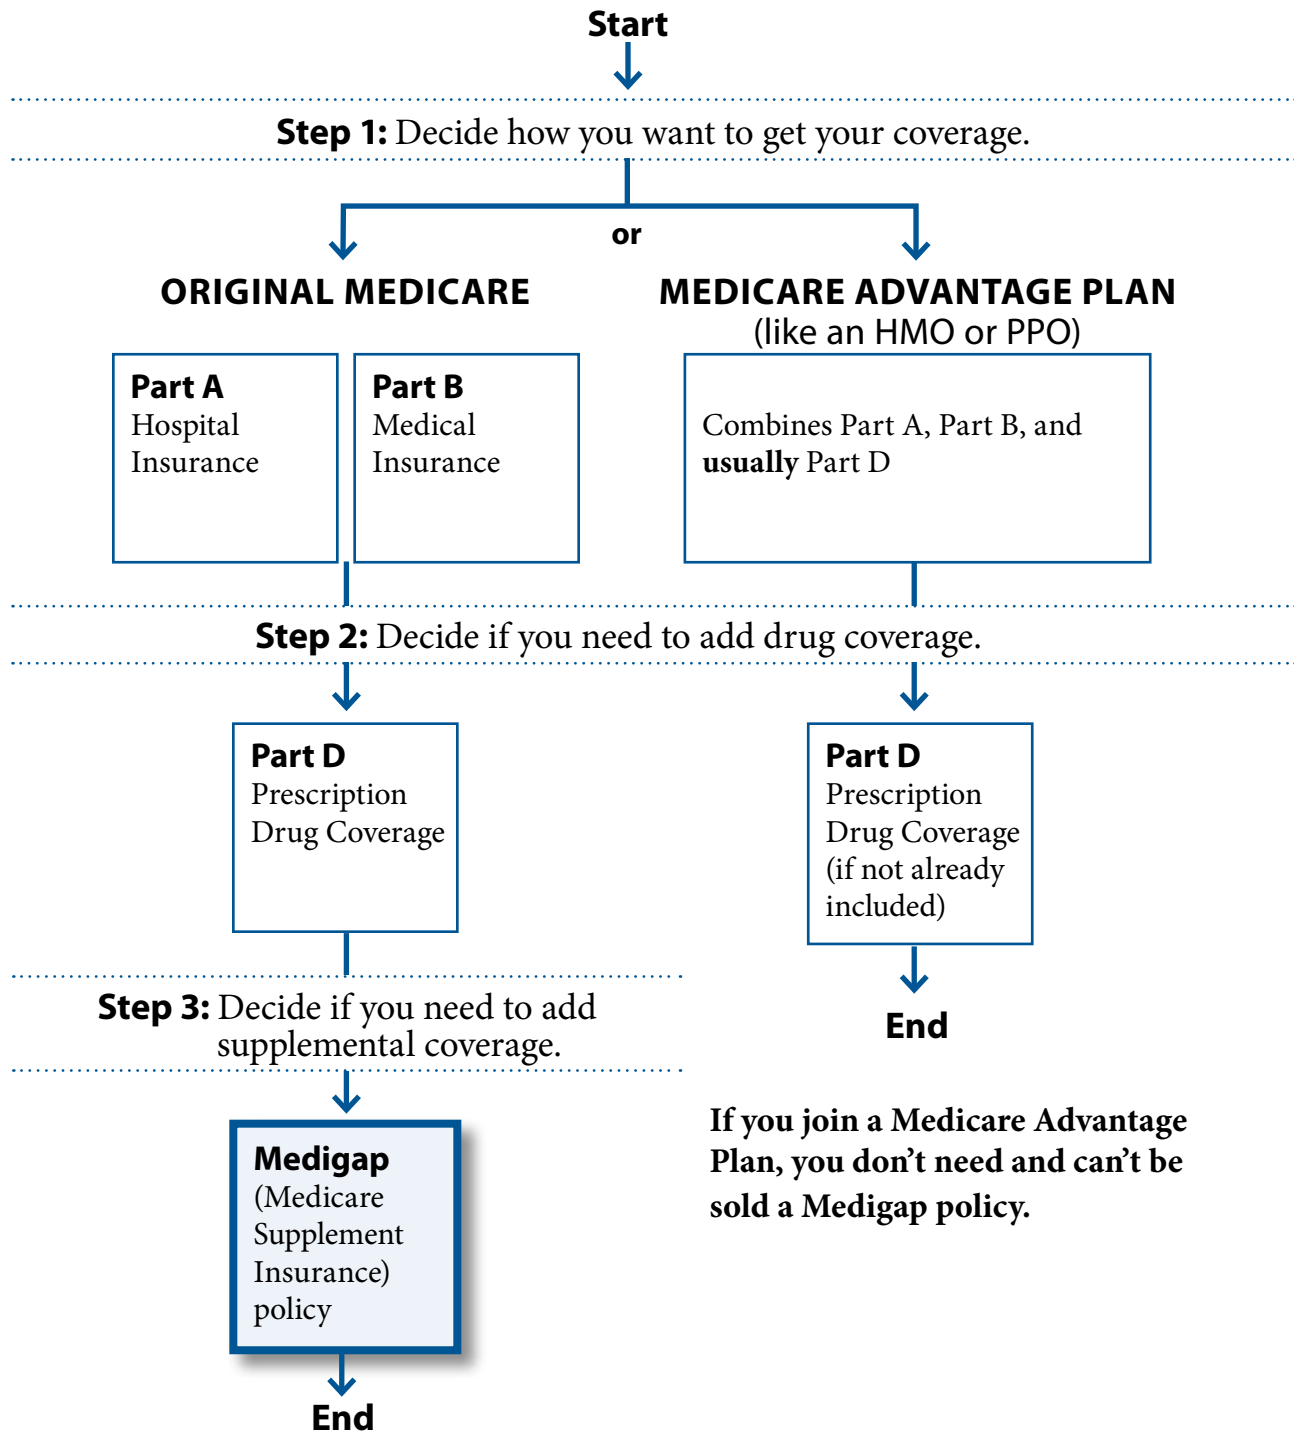 Start
Step 1: Decide how you want to get your coverage.
or
ORIGINAL MEDICARE
Part A
Hospital
Insurance
Part B
Medical
Insurance
MEDICARE ADVANTAGE PLAN
(like an HMO or PPO)
Combines Part A, Part B, and
usually Part D
Step 2: Decide if you need to add drug coverage.
Part D
Prescription
Drug Coverage
Part D
Prescription
Drug Coverage
(if not already
included)
Step 3: Decide if you need to add
supplemental coverage.
End
Medigap
(Medicare
Supplement
Insurance)
policy
End
If you join a Medicare Advantage
Plan, you don’t need and can’t be
sold a Medigap policy.